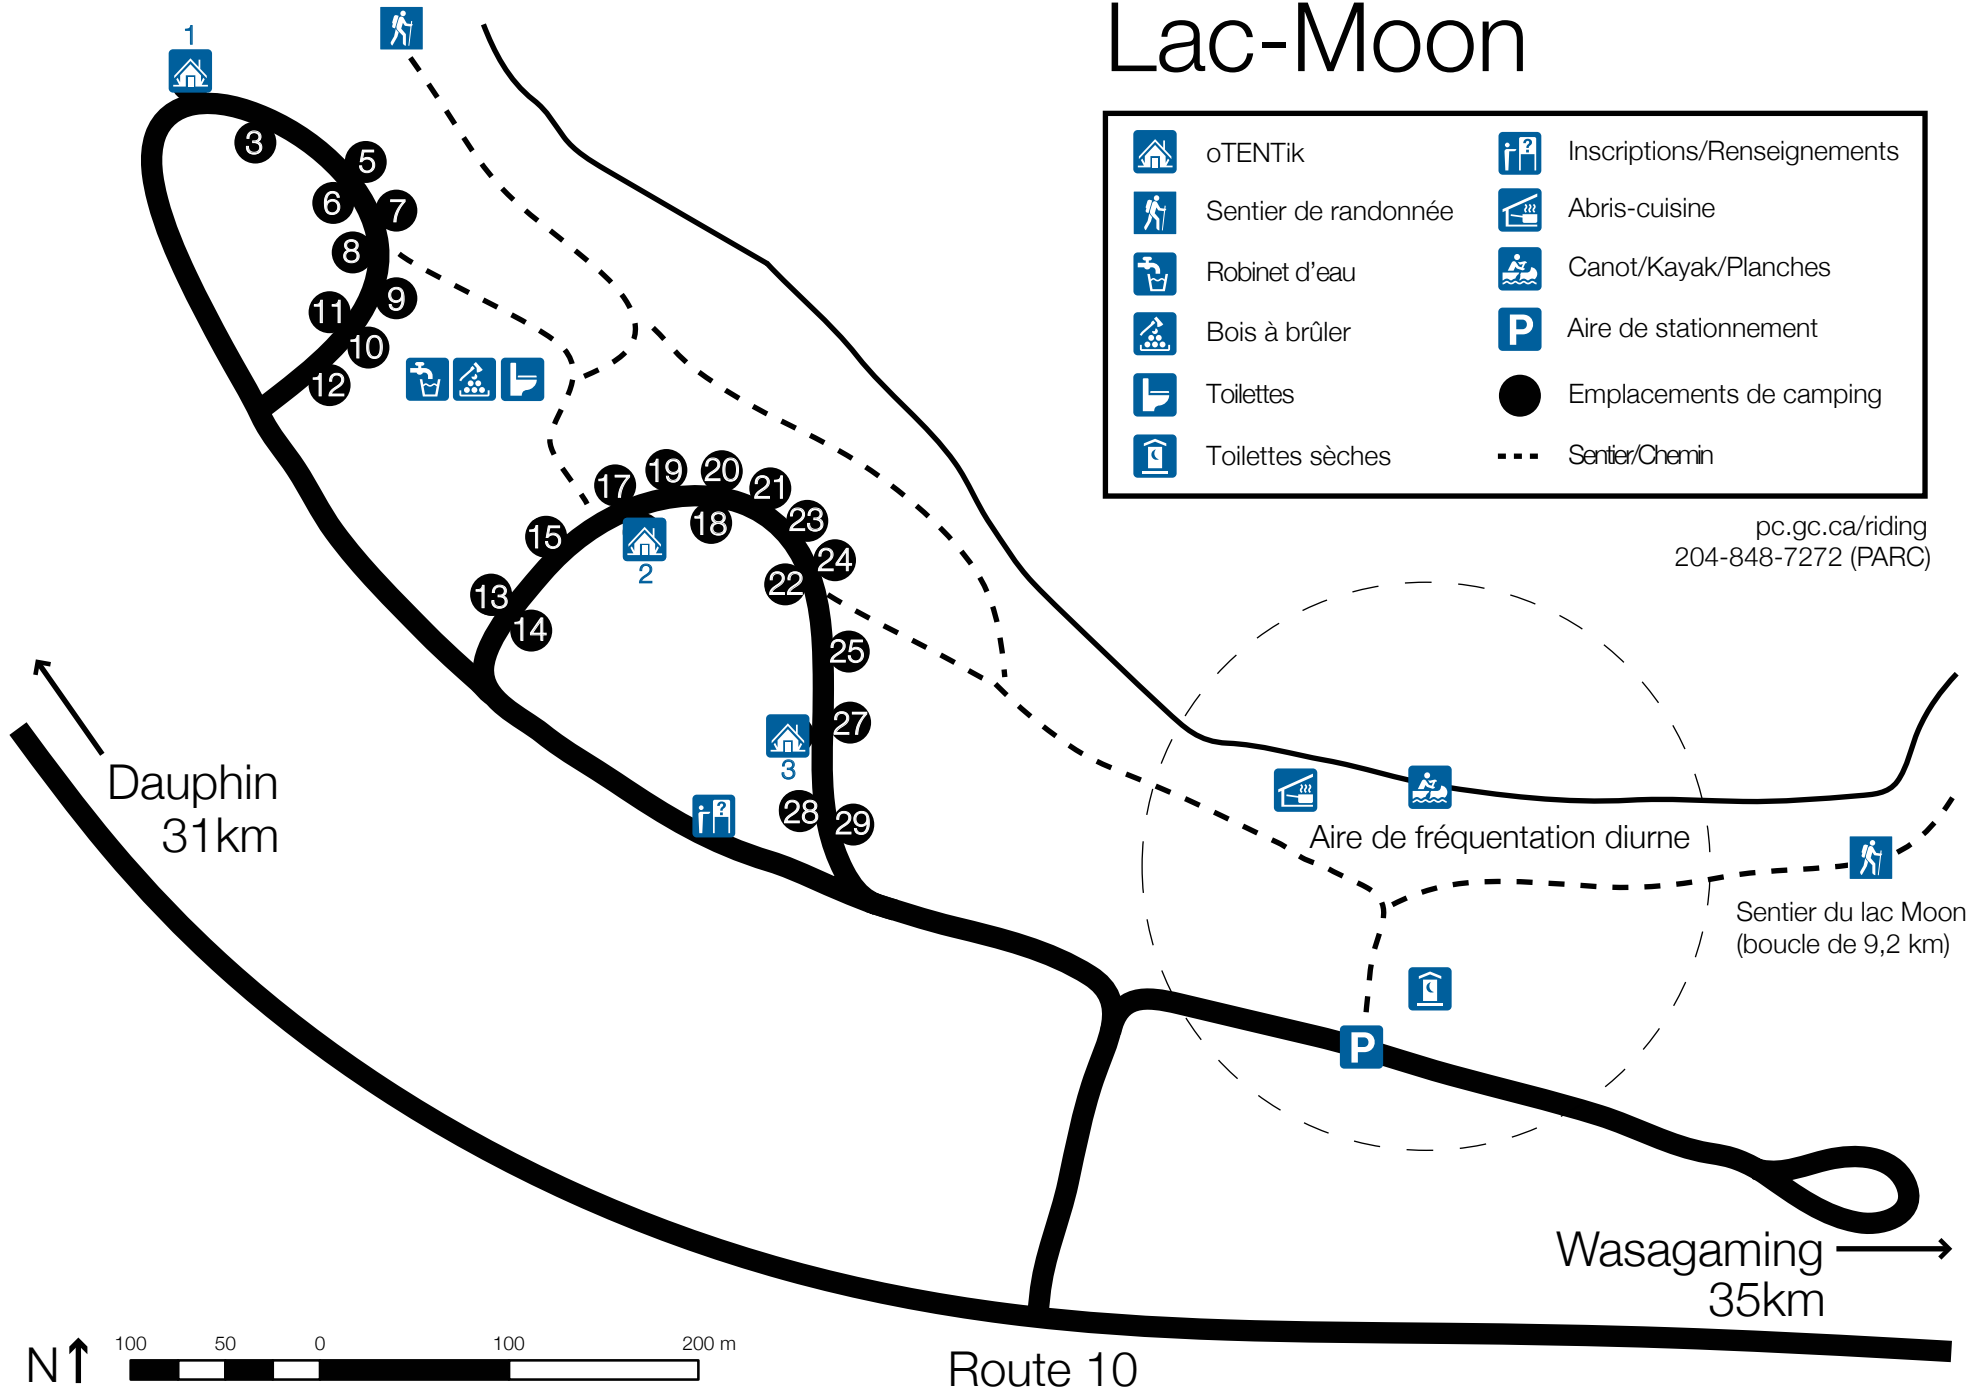 Lac-Moon
oTENTik
Sentier de randonnée
Robinet d'eau
Bois à brûler
Toilettes
Toilettes sèches
Inscriptions/Renseignements
Abris-cuisine
Canot/Kayak/Planches
P Aire de stationnement
Emplacements de camping
Sentier/Chemin
pc.gc.ca/riding
204-848-7272 (PARC)
1
3
5
6
7
8
9
11
10
12
13
14
15
17
19
20
21
18
23
24
22
2
25
27
3
28
29
?
Dauphin
31km
Aire de fréquentation diurne
Sentier du lac Moon
(boucle de 9,2 km)
P
Wasagaming
35km
Route 10
N
100 50 0 100 200 m